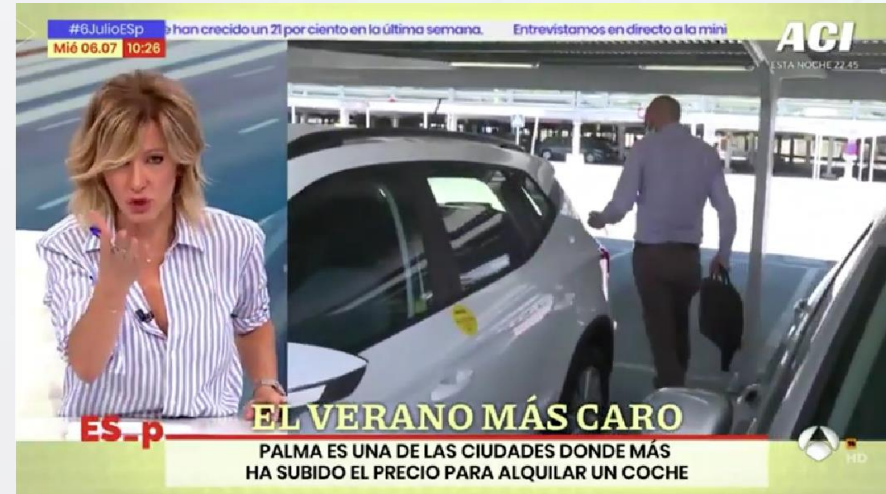 #6JulioESp
e han crecido un 21 por ciento en la última semana. Entrevistamos en directo a la mini
Mié 06.07 10:26
ACI
ESTA NOCHE 22.45
ES_p
EL VERANO MÁS CARO
PALMA ES UNA DE LAS CIUDADES DONDE MÁS
HA SUBIDO EL PRECIO PARA ALQUILAR UN COCHE
HD